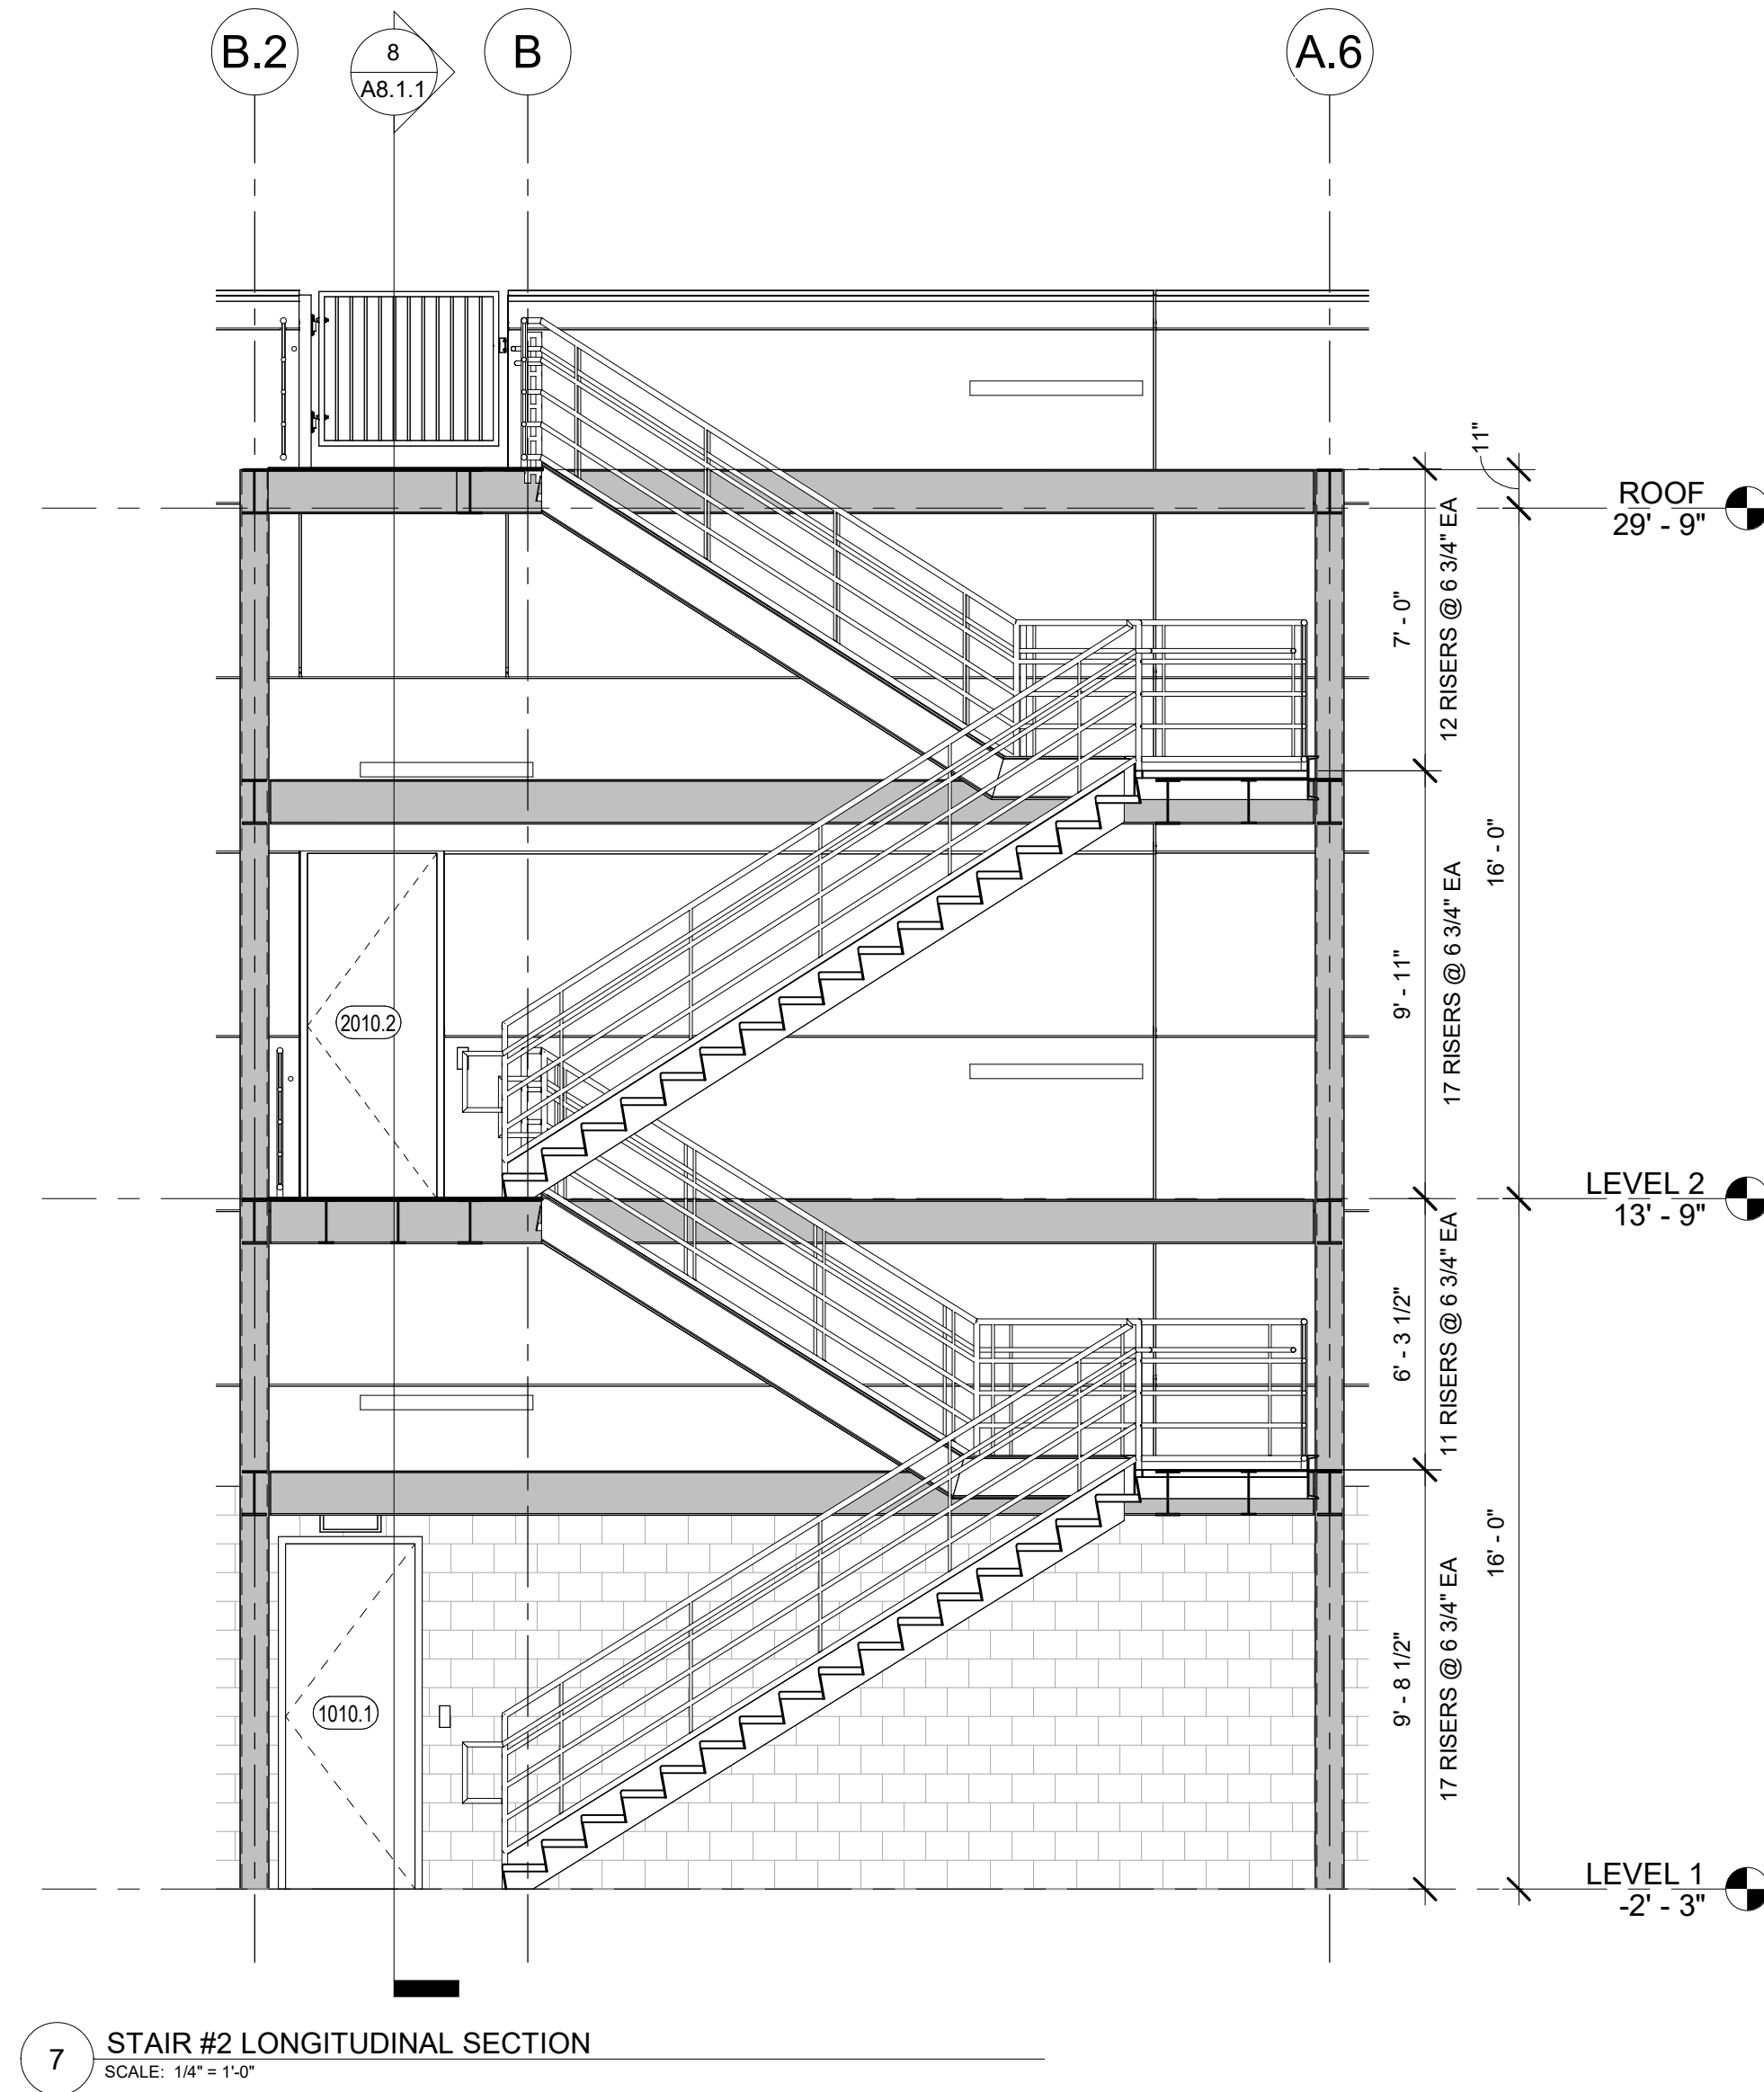 B.2
8
A8.1.1
B
A.6
11"
ROOF
29' - 9"
7' - 0"
12 RISERS @ 6 3/4" EA
16' - 0"
9' - 11"
17 RISERS @ 6 3/4" EA
2010.2
LEVEL 2
13' - 9"
6' - 3 1/2"
11 RISERS @ 6 3/4" EA
16' - 0"
9' - 8 1/2"
17 RISERS @ 6 3/4" EA
1010.1
LEVEL 1
-2' - 3"
7
STAIR #2 LONGITUDINAL SECTION
SCALE: 1/4" = 1'-0"